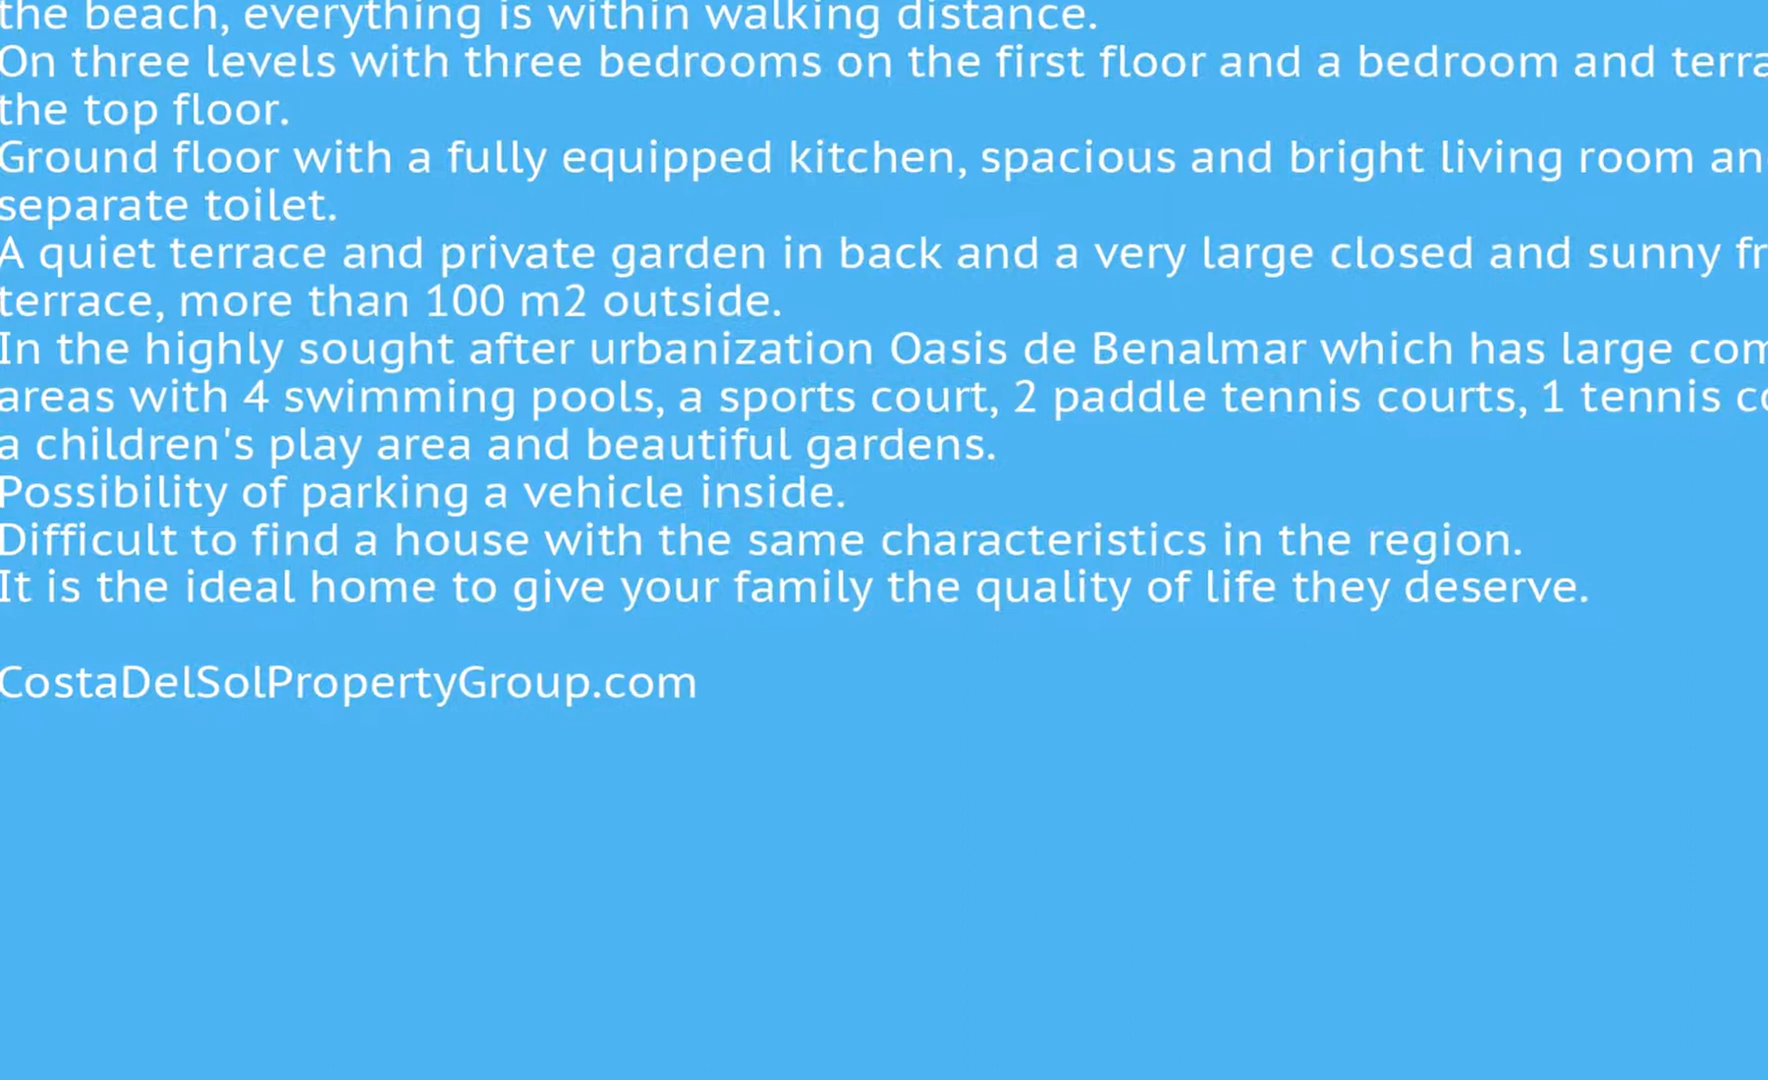 the beach, everything is within walking distance.
On three levels with three bedrooms on the first floor and a bedroom and
the top floor.
Ground floor with a fully equipped kitchen, spacious and bright living room
separate toilet.
A quiet terrace and private garden in back and a very large closed and sunny
terrace, more than 100 m2 outside.
In the highly sought after urbanization Oasis de Benalmar which has large
areas with 4 swimming pools, a sports court, 2 paddle tennis courts, 1 tennis
a children's play area and beautiful gardens.
Possibility of parking a vehicle inside.
Difficult to find a house with the same characteristics in the region.
It is the ideal home to give your family the quality of life they deserve.
CostaDelSolPropertyGroup.com